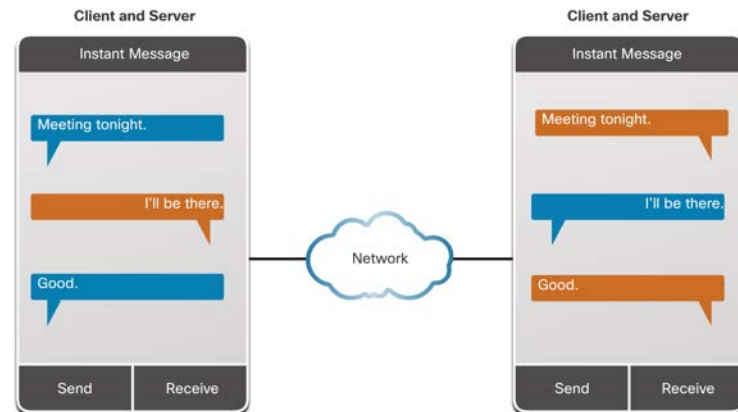 Client and Server
Instant Message
Meeting tonight.
I'll be there.
Good.
Send Receive
Network
Client and Server
Instant Message
Meeting tonight.
I'll be there.
Good.
Send Receive